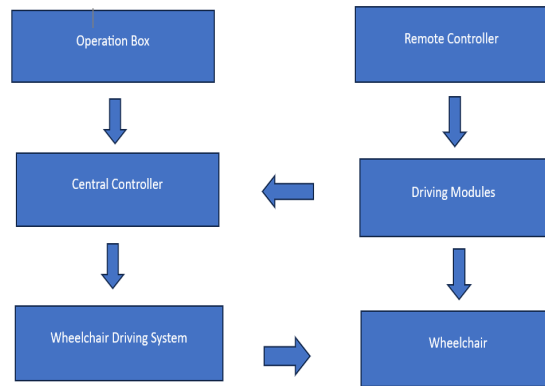 Operation Box
Remote Controller
Central Controller
Driving Modules
Wheelchair Driving System
Wheelchair